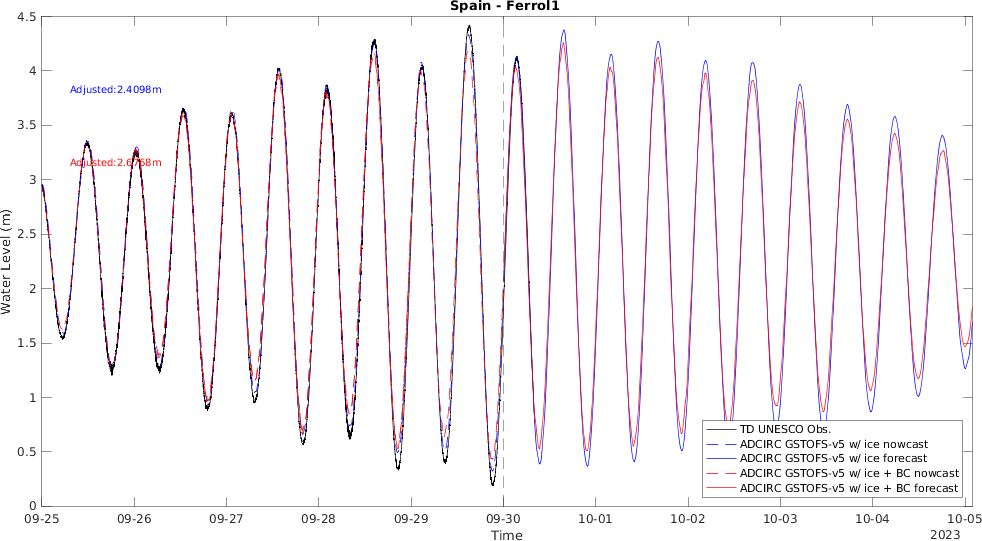 Spain - Ferrol1
4.5
4
3.5
3
2.5
2
1.5
1
0.5
0
Water Level (m)
Adjusted:2.4098m
Adjusted:2.6768m
TD UNESCO Obs.
ADCIRC GSTOFS-v5 w/ ice nowcast
ADCIRC GSTOFS-v5 w/ ice forecast
ADCIRC GSTOFS-v5 w/ ice + BC nowcast
ADCIRC GSTOFS-v5 w/ ice + BC forecast
09-25 09-26 09-27 09-28 09-29 09-30 10-01 10-02 10-03 10-04 10-05
Time
2023